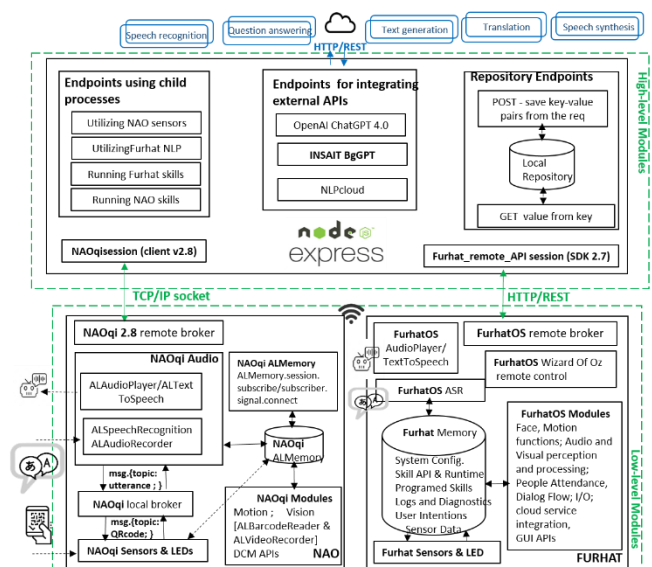 Speech recognition
Question answering
Text generation
Translation
Speech synthesis
HTTP/REST
High-level Modules
Endpoints using child
processes
Utilizing NAO sensors
UtilizingFurhat NLP
Running Furhat skills
Running NAO skills
Endpoints for integrating
external APIs
OpenAI ChatGPT 4.0
INSAIT BgGPT
NLPcloud
Repository Endpoints
POST - save key-value
pairs from the req
Local
Repository
GET value from key
node
JS
express
NAOqisession (client v2.8)
Furhat_remote_API session (SDK 2.7)
TCP/IP socket
HTTP/REST
Low-level Modules
NAOqi 2.8 remote broker
NAOqi Audio
ALAudioPlayer/ALText
ToSpeech
ALSpeechRecognition
ALAudioRecorder
msg.{topic:
utterance ; }
NAOqi local broker
msg.{topic:
QRcode; }
NAOqi Sensors & LEDs
NAOqi ALMemory
ALMemory.session.
subscribe/subscriber.
signal.connect
NAOqi
ALMemory
NAOqi Modules
Motion ; Vision
[ALBarcodeReader &
ALVideoRecorder]
DCM APIs
NAO
あ
A
FurhatOS
AudioPlayer/
TextToSpeech
FurhatOS remote broker
FurhatOS Wizard Of Oz
remote control
FurhatOS ASR
あ
A
Furhat Memory
System Config.
Skill API & Runtime
Programed Skills
Logs and Diagnostics
User Intentions
Sensor Data
Furhat Sensors & LED
FurhatOS Modules
Face, Motion
functions; Audio and
Visual perception
and processing;
People Attendance,
Dialog Flow; I/O;
cloud service
integration,
GUI APIs
FURHAT